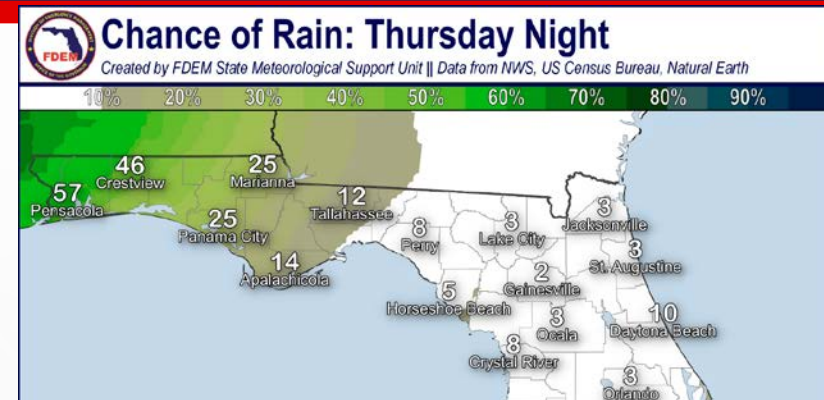 Chance of Rain: Thursday Night
FDEM
Created by FDEM State Meteorological Support Unit || Data from NWS, US Census Bureau, Natural Earth
10% 20% 30% 40% 50% 60% 70% 80% 90%
46
Crestview
25
Marianna
57
Pensacola
12
Tallahassee
25
Panama City
8
Perry
3
Lake City
3
Jacksonville
14
Apalachicola
3
St. Augustine
2
Gainesville
5
Horseshoe Beach
3
Ocala
10
Daytona Beach
8
Crystal River
3
Orlando